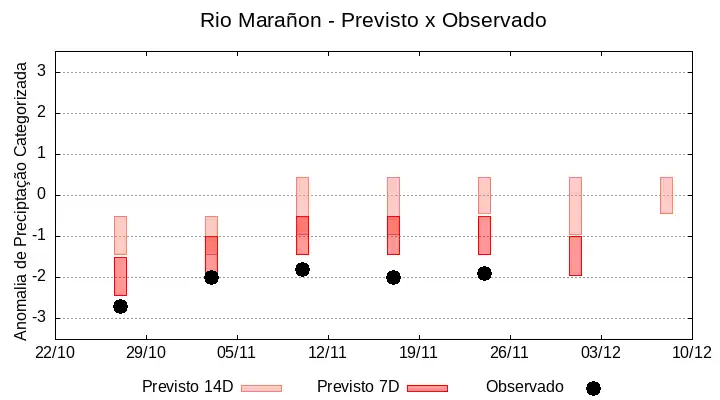 Rio Marañon - Previsto x Observado
Anomalia de Preciptação Categorizada
3
2
1
0
-1
-2
-3
22/10 29/10 05/11 12/11 19/11 26/11 03/12 10/12
Previsto 14D Previsto 7D Observado